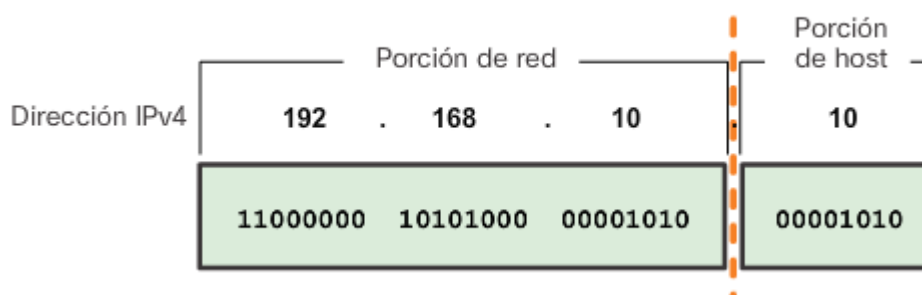 Porción de red
Porción
de host
Dirección IPv4
192 . 168 . 10 . 10
11000000 10101000 00001010 00001010